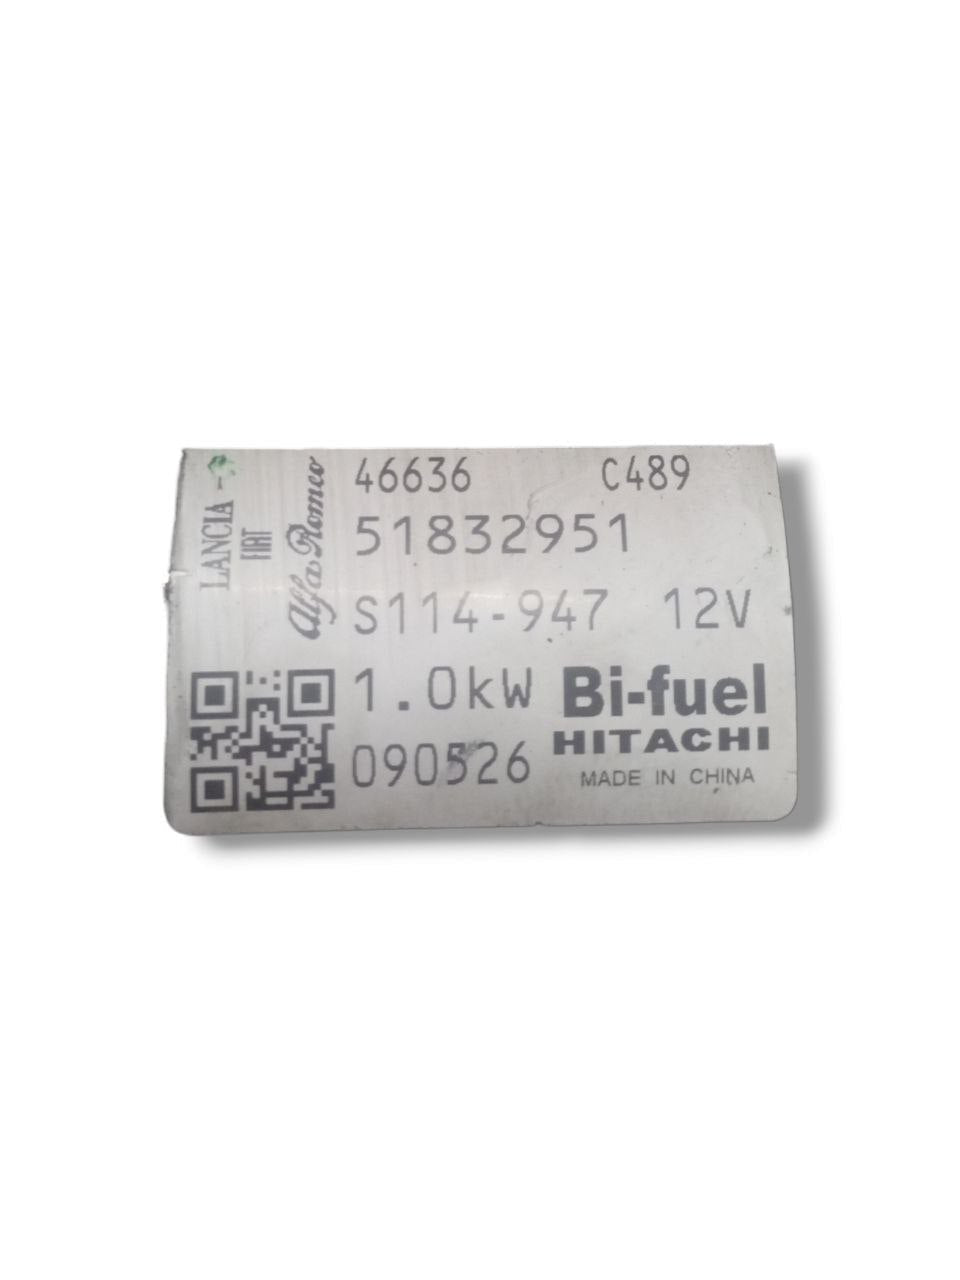 46636 C489
51832951
S114-947 12V
1.0kW Bi-fuel
HITACHI
090526
MADE IN CHINA
LANCIA
FIAT
Alfa Romeo